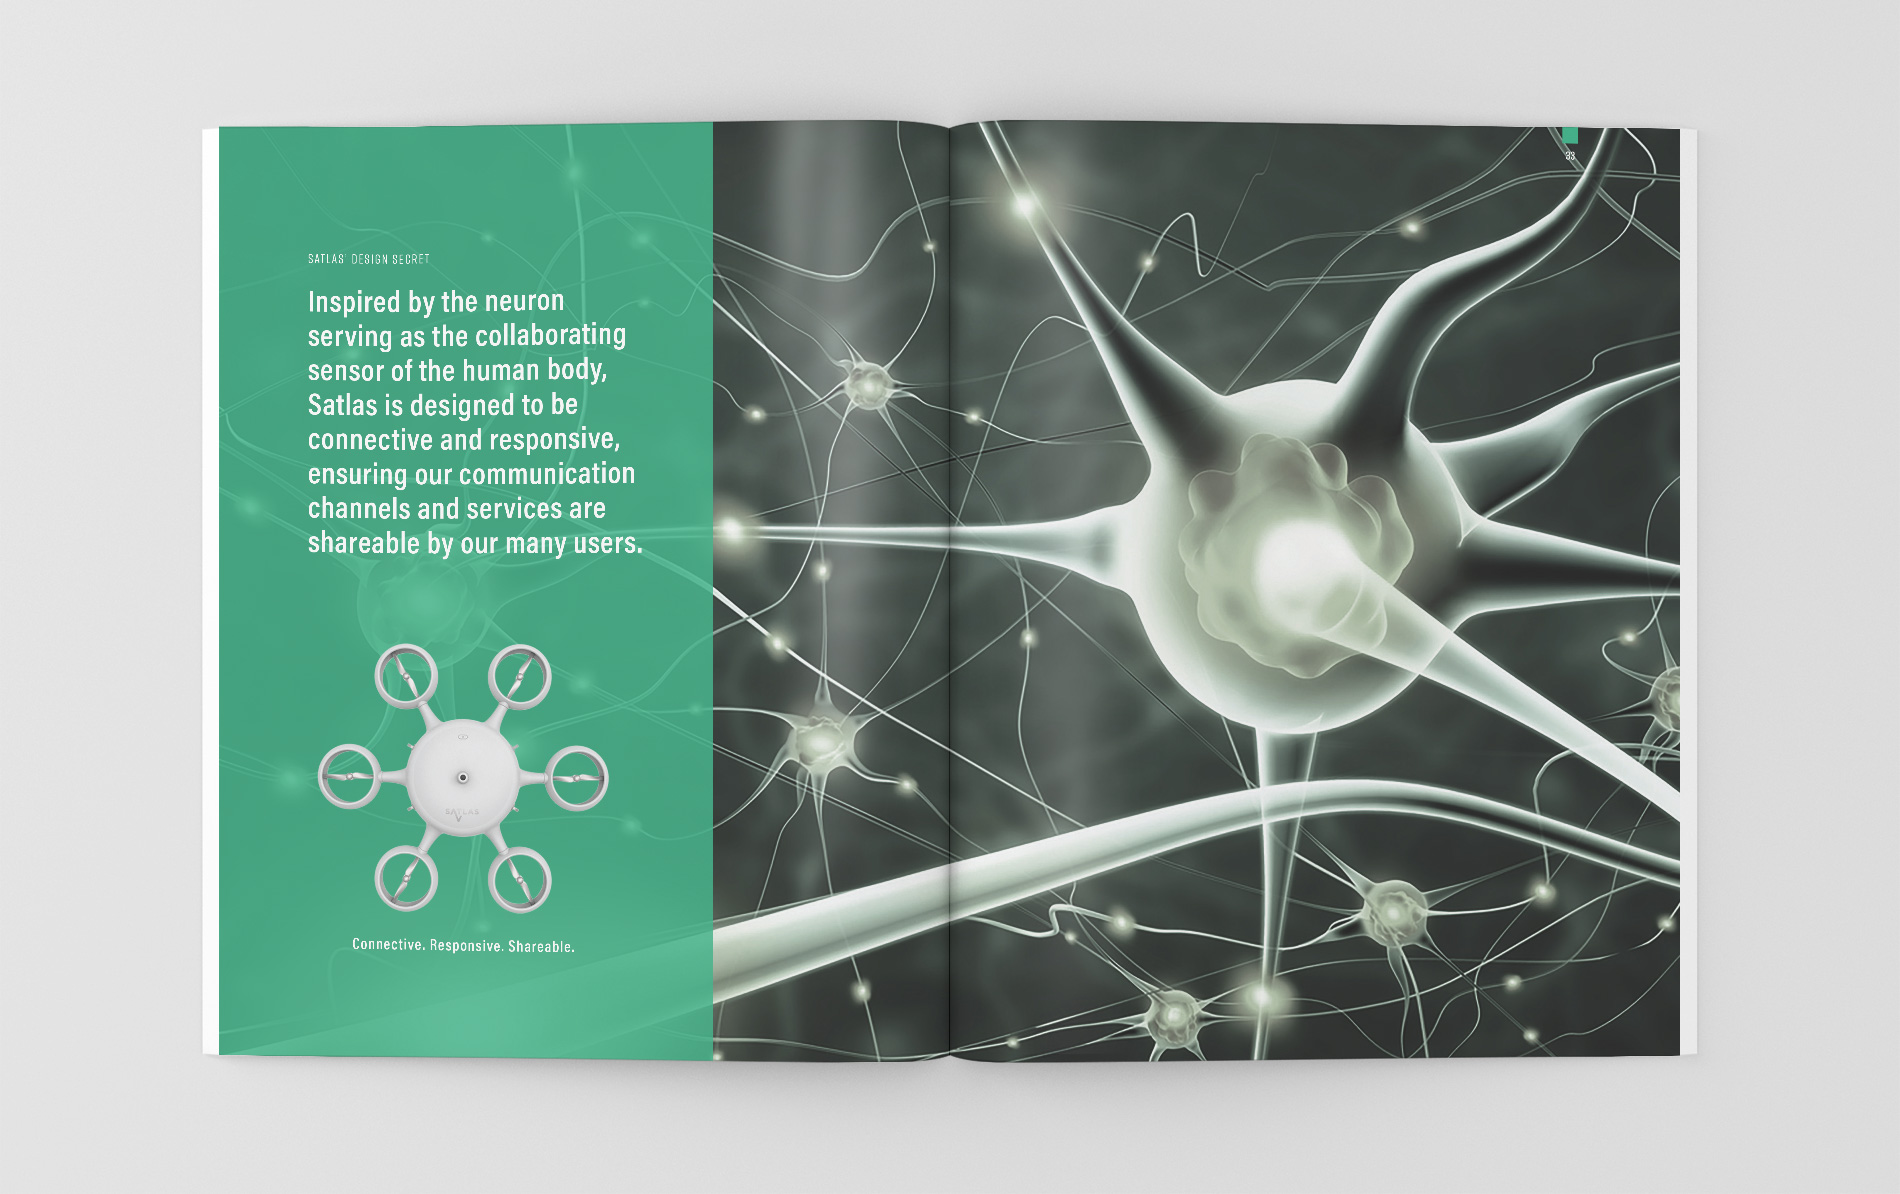 SATLAS' DESIGN SECRET
Inspired by the neuron
serving as the collaborating
sensor of the human body,
Satlas is designed to be
connective and responsive,
ensuring our communication
channels and services are
shareable by our many users.
SATLAS
Connective. Responsive. Shareable.
33